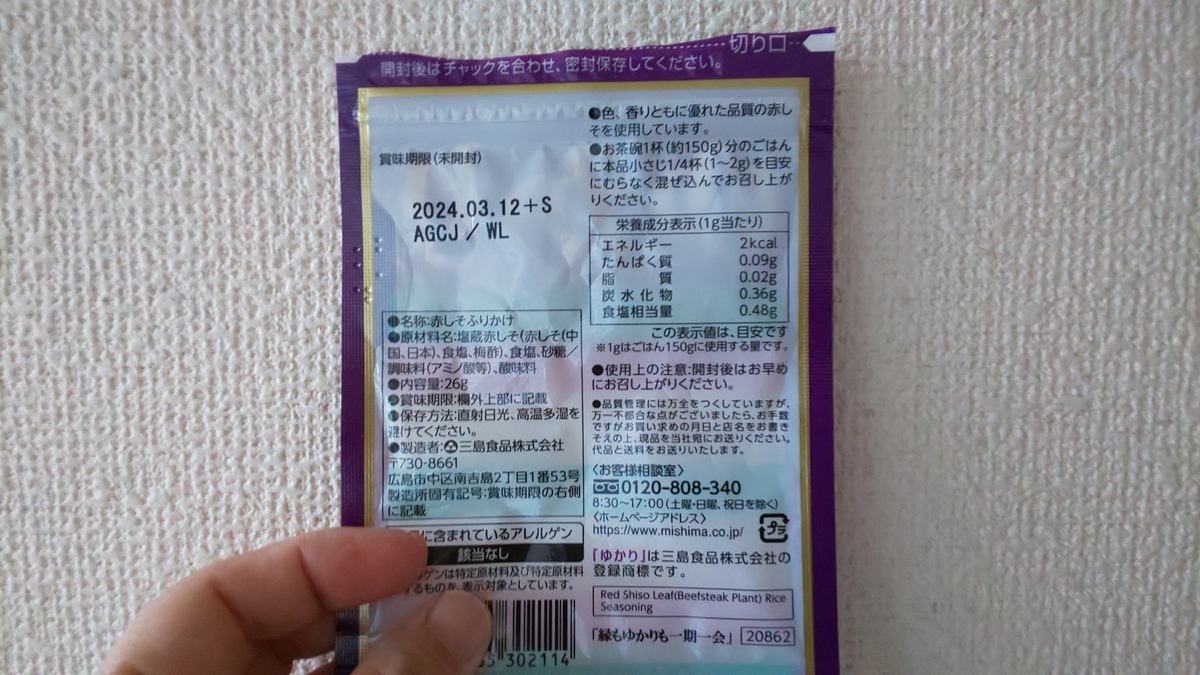 切り口
開封後はチャックを合わせ、密封保存してください。
賞味期限(未開封)
2024.03.12+S
AGCJ / WL
●名称:赤しそふりかけ
●原材料名:塩蔵赤しそ(赤しそ(中
国、日本)、食塩、梅酢)、食塩、砂糖/
調味料(アミノ酸等)、酸味料
●内容量:26g
●賞味期限:欄外上部に記載
●保存方法:直射日光、高温多湿を
避けてください。
●製造者:三島食品株式会社
〒730-8661
広島市中区南吉島2丁目1番53号
製造所固有記号:賞味期限の右側
に記載
に含まれているアレルゲン
該当なし
ゲンは特定原材料及び特定原材料
するものを表示対象としています。
302114
●色、香りともに優れた品質の赤し
そを使用しています。
●お茶碗1杯(約150g)分のごはん
に本品小さじ1/4杯(1〜2g)を目安
にむらなく混ぜ込んでお召し上が
りください。
栄養成分表示(1g当たり)
エネルギー 2kcal
たんぱく質 0.09g
脂質 0.02g
炭水化物 0.36g
食塩相当量 0.48g
この表示値は、目安です
※1gはごはん150gに使用する量です。
●使用上の注意:開封後はお早め
にお召し上がりください。
●品質管理には万全をつくしていますが、
万一不都合な点がございましたら、お手数
ですがお買い求めの月日と店名をお書き
そえの上、現品を当社宛にお送りください。
代品と送料をお送りいたします。
〈お客様相談室〉
0120-808-340
8:30〜17:00(土曜・日曜、祝日を除く)
〈ホームページアドレス〉
https://www.mishima.co.jp/
プラ
『ゆかり』は三島食品株式会社の
登録商標です。
Red Shiso Leaf(Beefsteak Plant) Rice
Seasoning
「縁もゆかりも一期一会」 20862